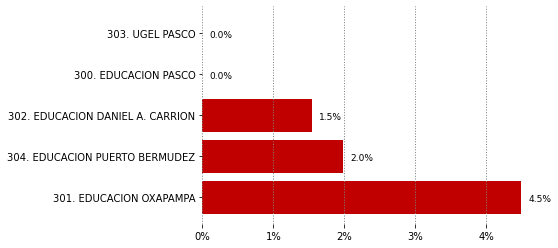 303. UGEL PASCO 0.0%
300. EDUCACION PASCO 0.0%
302. EDUCACION DANIEL A. CARRION 1.5%
304. EDUCACION PUERTO BERMUDEZ 2.0%
301. EDUCACION OXAPAMPA 4.5%
0% 1% 2% 3% 4%